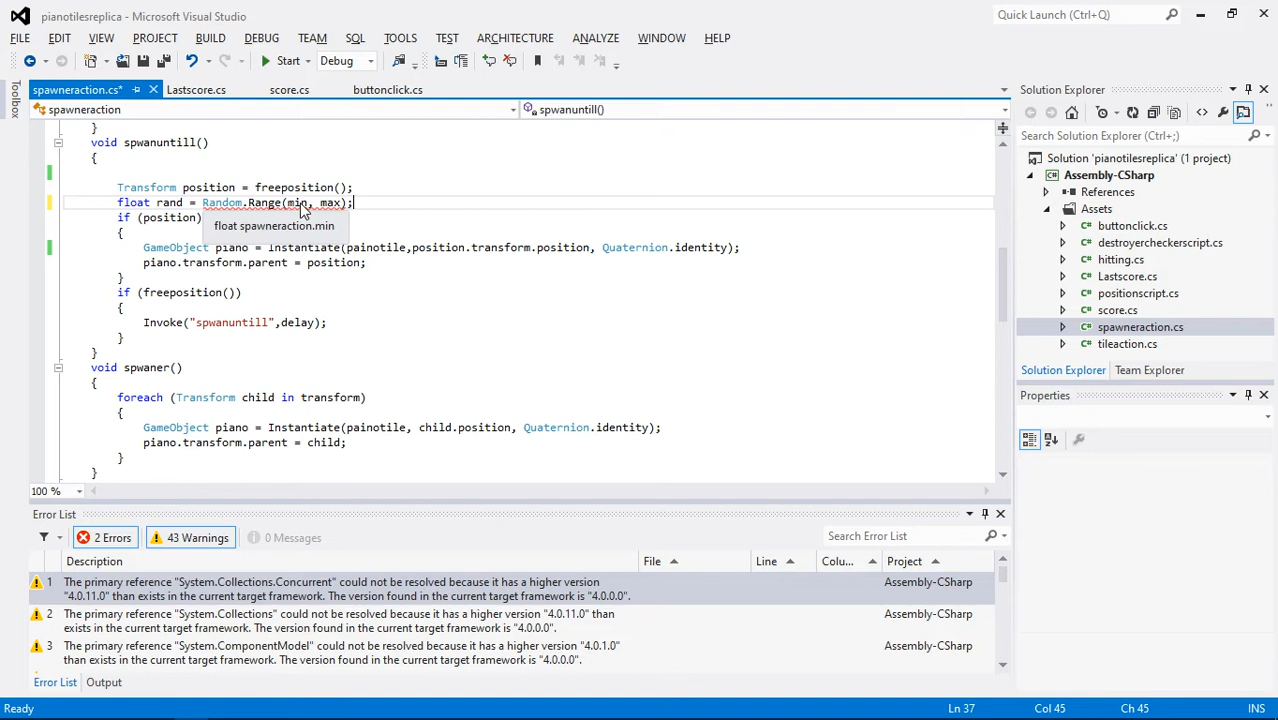 pianotilesreplica - Microsoft Visual Studio
Quick Launch (Ctrl+Q)
FILE EDIT VIEW PROJECT BUILD DEBUG TEAM SQL TOOLS TEST ARCHITECTURE ANALYZE WINDOW HELP
Start Debug
Toolbox
spawneraction.cs* Lastscore.cs score.cs buttonclick.cs
spawneraction spwanuntill()
}
void spwanuntill()
{
Transform position = freeposition();
float rand = Random.Range(min, max);
if (position)
float spawneraction.min
{
GameObject piano = Instantiate(painotile,position.transform.position, Quaternion.identity);
piano.transform.parent = position;
}
if (freeposition())
{
Invoke("spwanuntill",delay);
}
}
void spwaner()
{
foreach (Transform child in transform)
{
GameObject piano = Instantiate(painotile, child.position, Quaternion.identity);
piano.transform.parent = child;
}
}
100 %
Solution Explorer
Search Solution Explorer (Ctrl+;)
Solution 'pianotilesreplica' (1 project)
Assembly-CSharp
References
Assets
buttonclick.cs
destroyercheckerscript.cs
hitting.cs
Lastscore.cs
positionscript.cs
score.cs
spawneraction.cs
tileaction.cs
Solution Explorer Team Explorer
Properties
Error List
2 Errors 43 Warnings 0 Messages
Search Error List
Description File Line Colu... Project
1 The primary reference "System.Collections.Concurrent" could not be resolved because it has a higher version Assembly-CSharp
"4.0.11.0" than exists in the current target framework. The version found in the current target framework is "4.0.0.0".
2 The primary reference "System.Collections" could not be resolved because it has a higher version "4.0.11.0" than Assembly-CSharp
exists in the current target framework. The version found in the current target framework is "4.0.0.0".
3 The primary reference "System.ComponentModel" could not be resolved because it has a higher version "4.0.1.0" Assembly-CSharp
than exists in the current target framework. The version found in the current target framework is "4.0.0.0".
Error List Output
Ready Ln 37 Col 45 Ch 45 INS